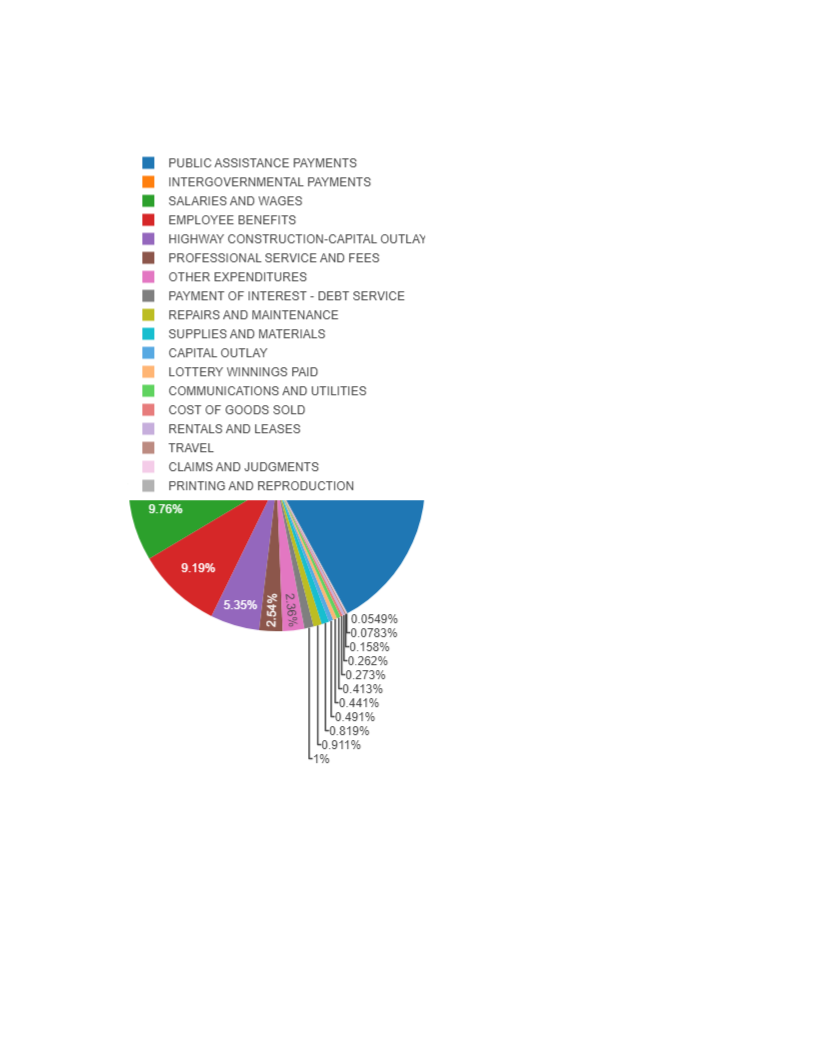 PUBLIC ASSISTANCE PAYMENTS
INTERGOVERNMENTAL PAYMENTS
SALARIES AND WAGES
EMPLOYEE BENEFITS
HIGHWAY CONSTRUCTION-CAPITAL OUTLAY
PROFESSIONAL SERVICE AND FEES
OTHER EXPENDITURES
PAYMENT OF INTEREST - DEBT SERVICE
REPAIRS AND MAINTENANCE
SUPPLIES AND MATERIALS
CAPITAL OUTLAY
LOTTERY WINNINGS PAID
COMMUNICATIONS AND UTILITIES
COST OF GOODS SOLD
RENTALS AND LEASES
TRAVEL
CLAIMS AND JUDGMENTS
PRINTING AND REPRODUCTION
9.76%
9.19%
5.35%
2.54%
2.36%
0.0549%
0.0783%
0.158%
0.262%
0.273%
0.413%
0.441%
0.491%
0.819%
0.911%
1%